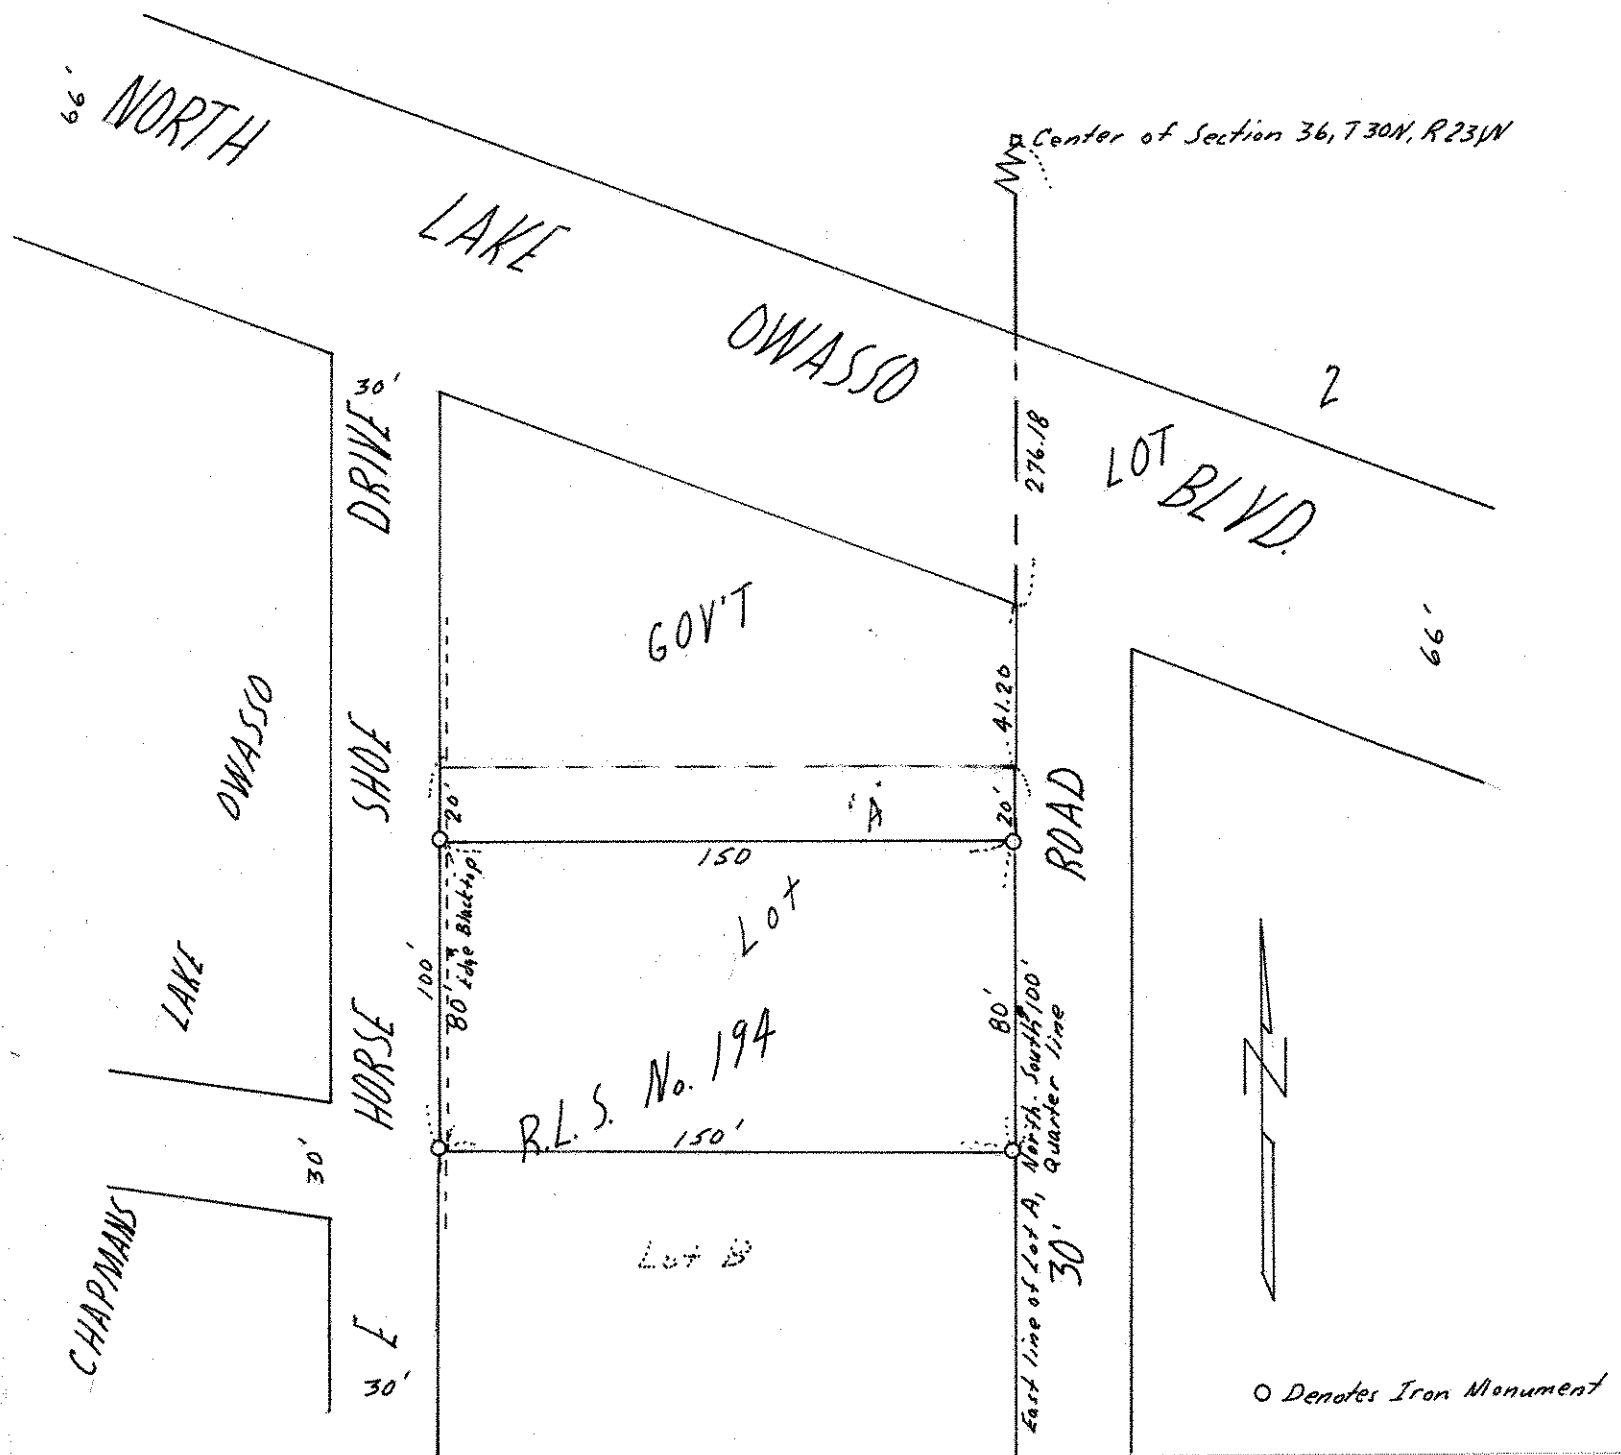 66'
NORTH LAKE OWASSO BLVD.
Center of Section 36, T30N, R23W
2
LOT
276.18
66'
30'
E HORSE SHOE DRIVE
30'
GOV'T
41.20
LAKE OWASSO
20'
"A"
20'
ROAD
150
Edge Blacktop
LOT
100'
80'
80'
100'
R.L.S. No. 194
150'
East line of Lot A, North-South
Quarter line
30'
30'
CHAPMANS
Lot B
O Denotes Iron Monument